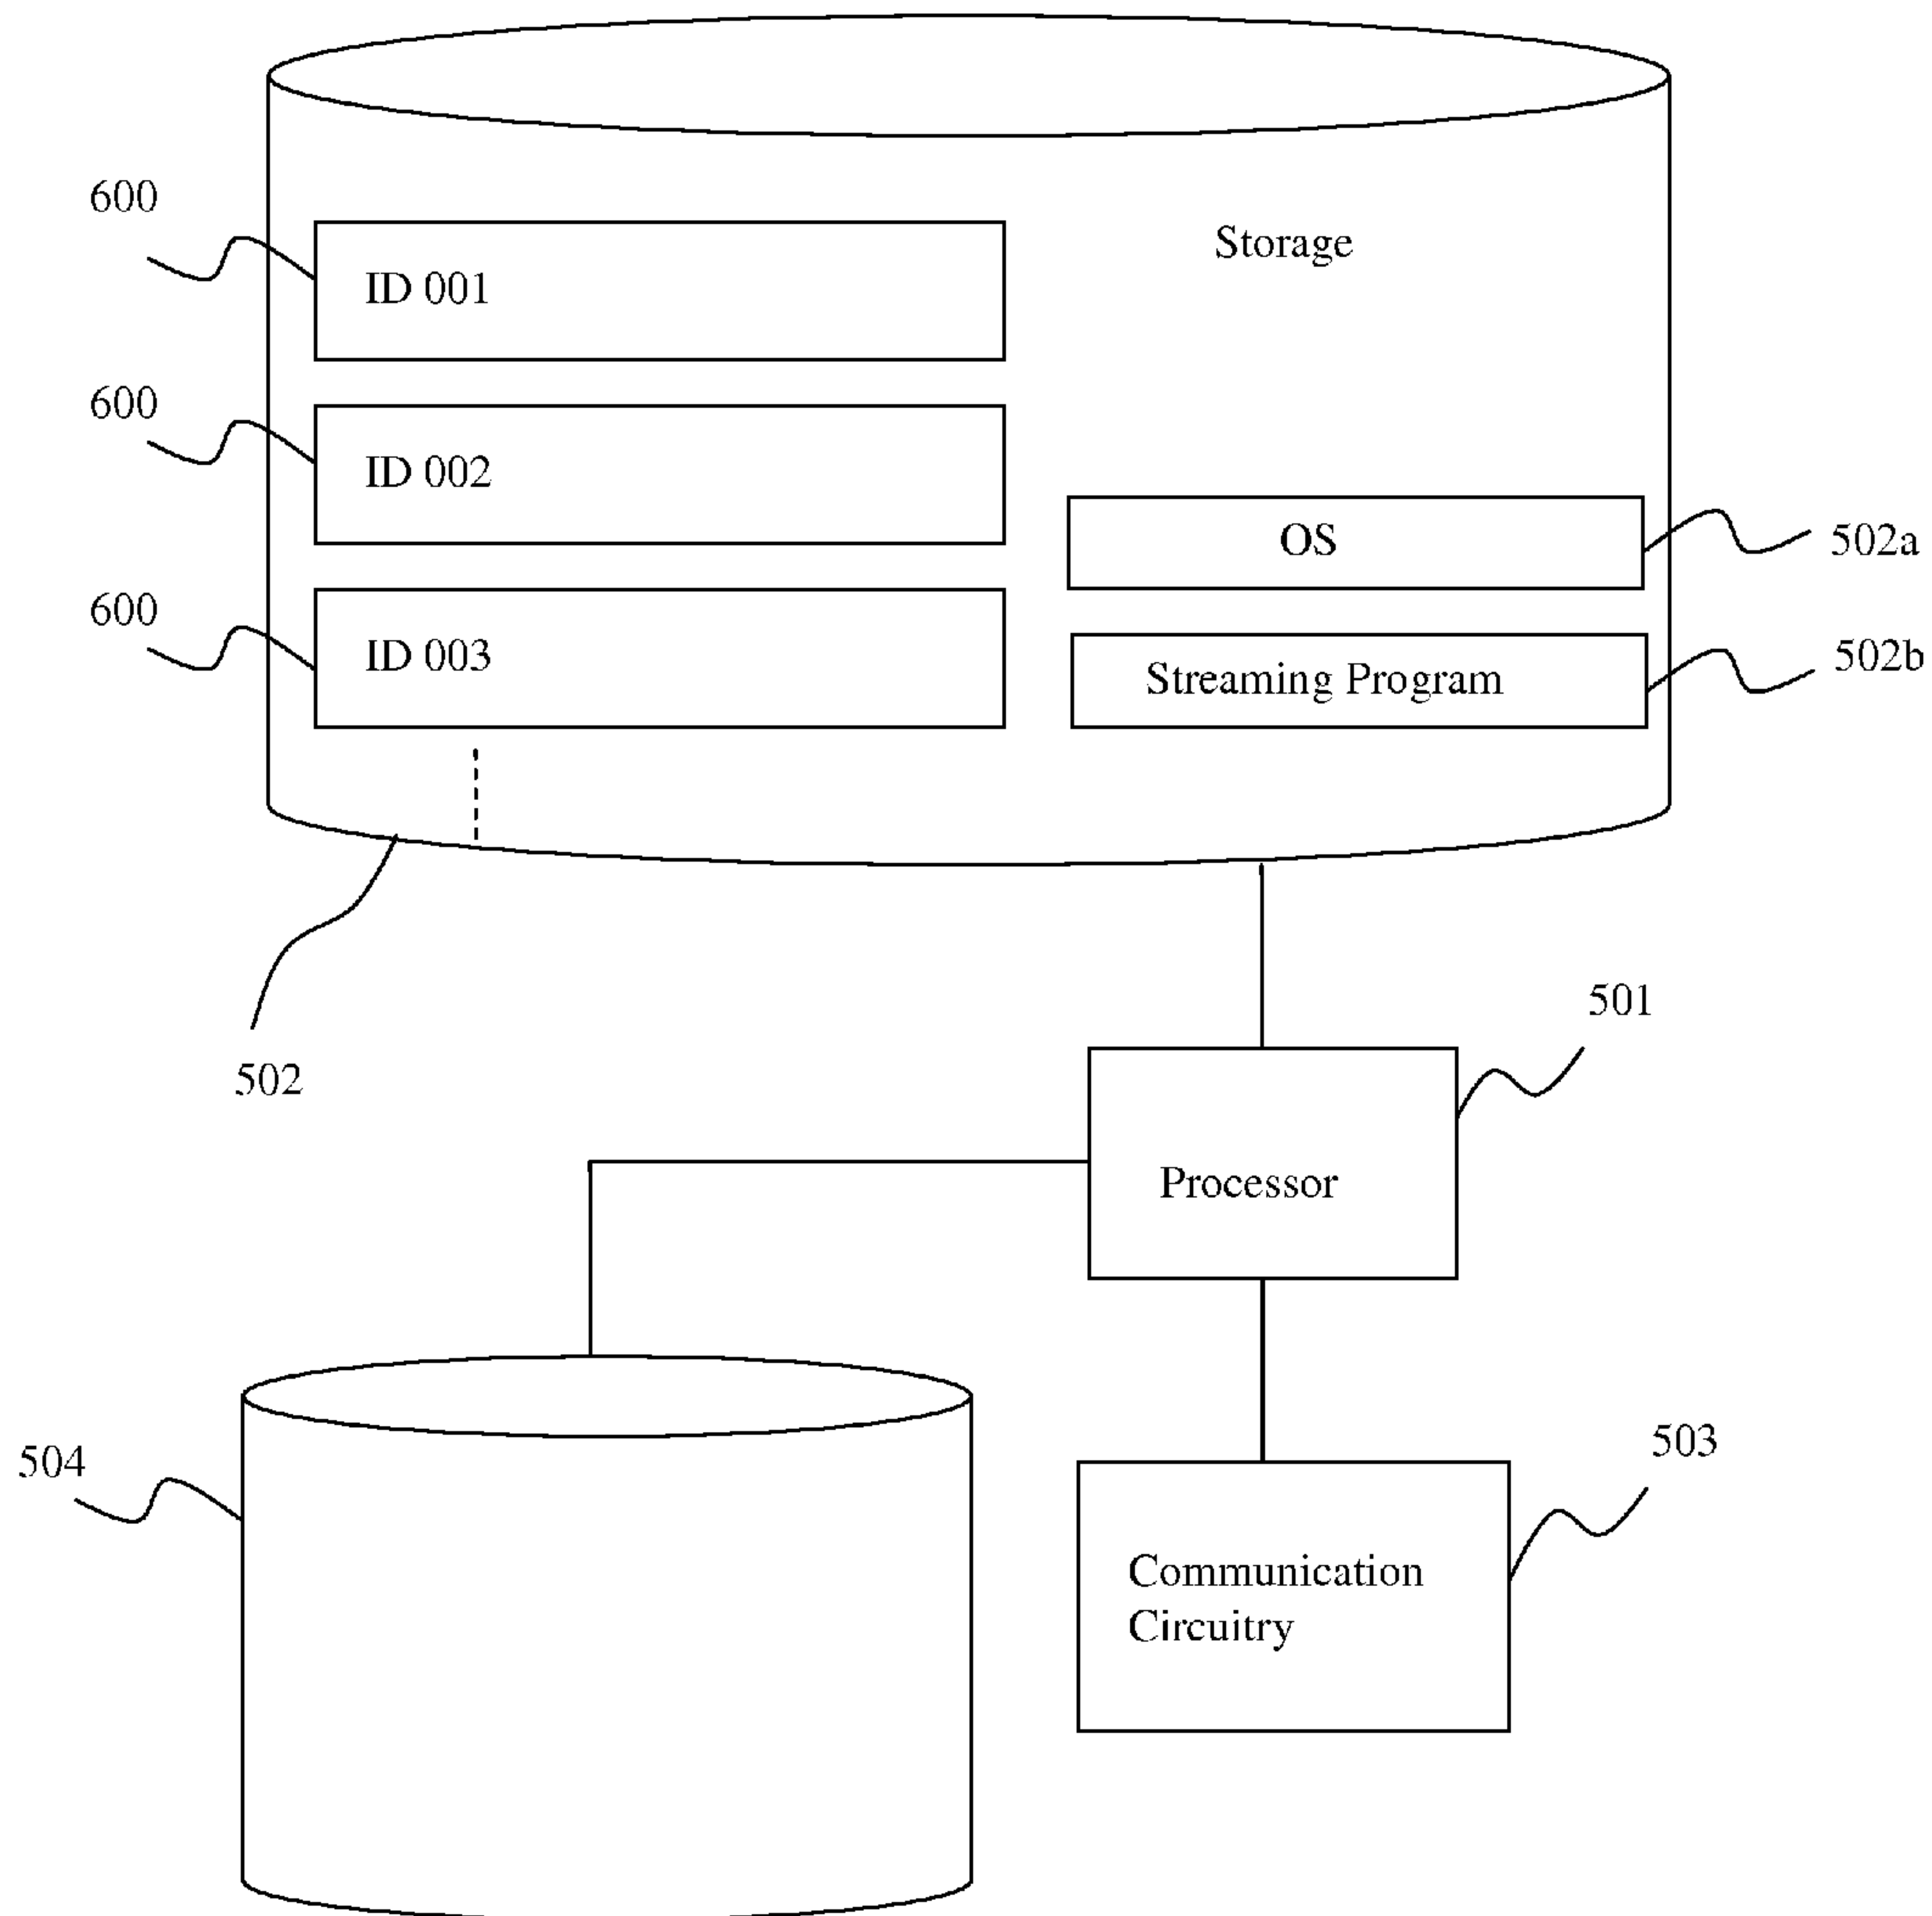 600
Storage
ID 001
600
ID 002
OS
502a
600
ID 003
Streaming Program
502b
502
501
Processor
504
503
Communication
Circuitry